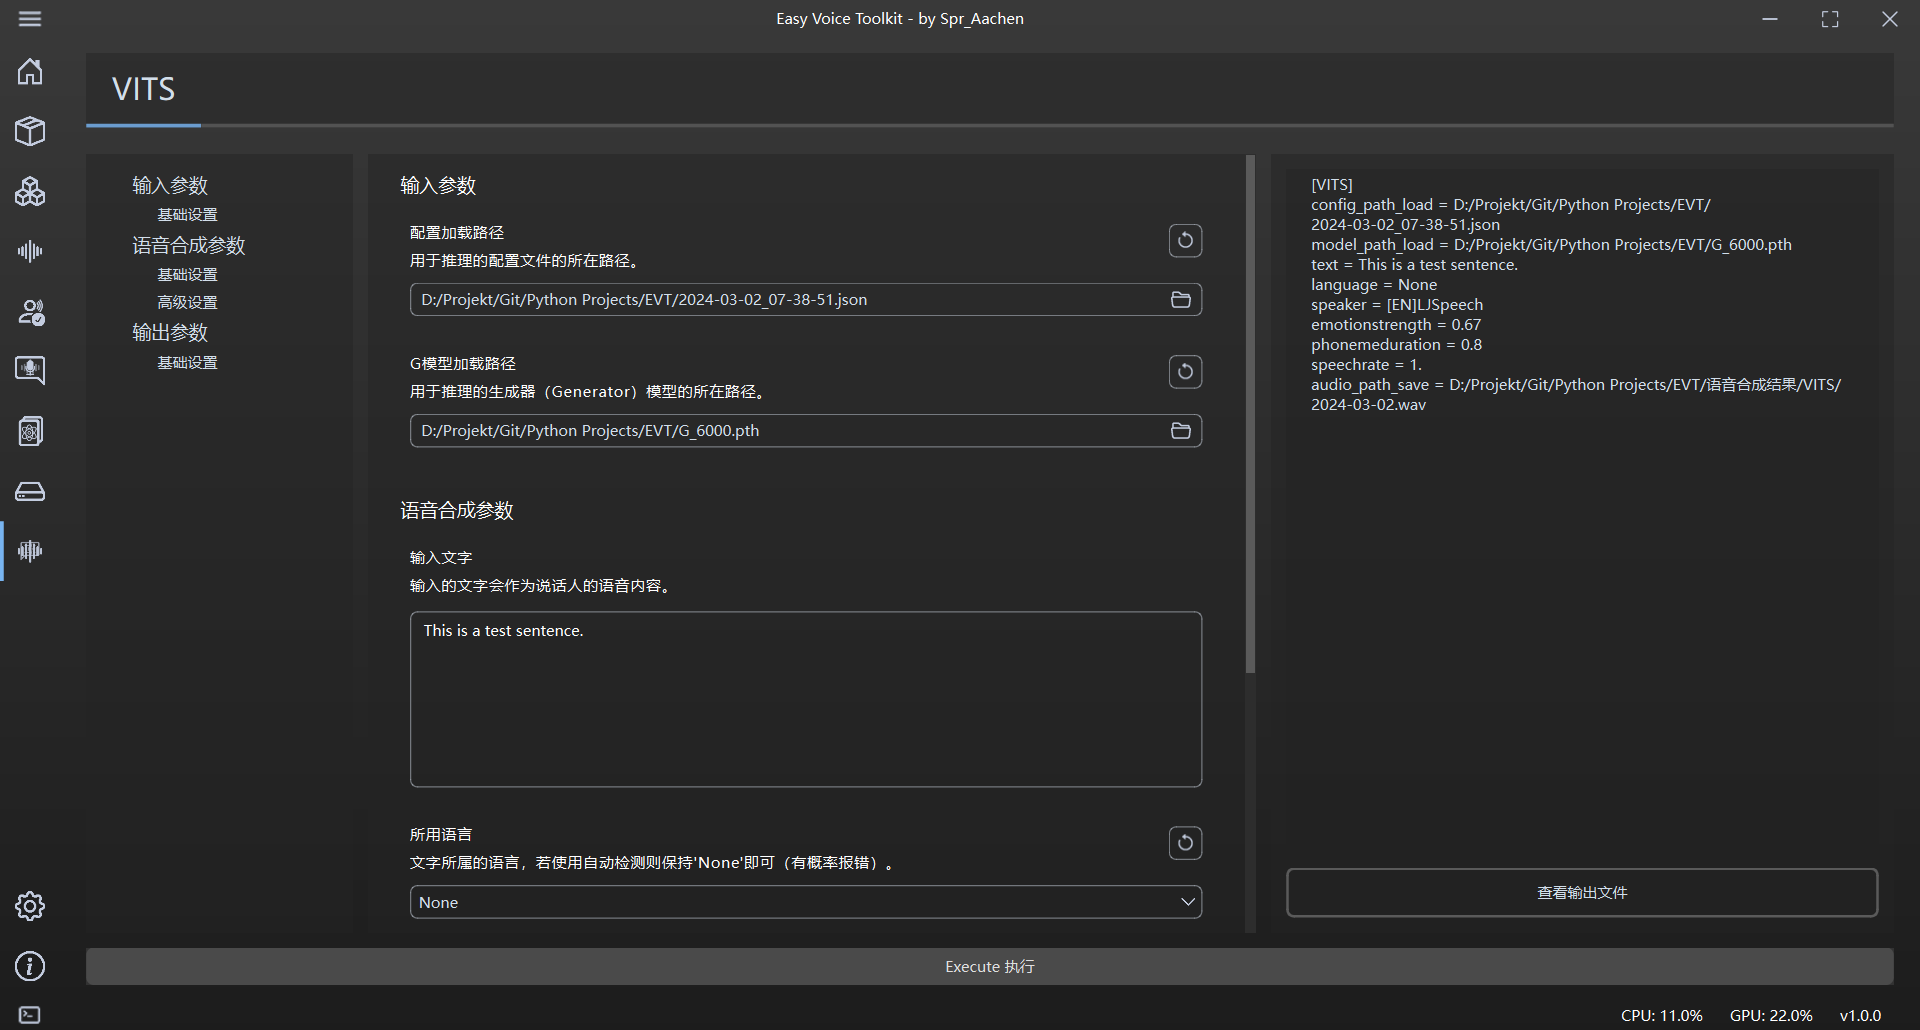 Easy Voice Toolkit - by Spr_Aachen
VITS
输入参数
基础设置
语音合成参数
基础设置
高级设置
输出参数
基础设置
输入参数
配置加载路径
用于推理的配置文件的所在路径。
D:/Projekt/Git/Python Projects/EVT/2024-03-02_07-38-51.json
G模型加载路径
用于推理的生成器（Generator）模型的所在路径。
D:/Projekt/Git/Python Projects/EVT/G_6000.pth
语音合成参数
输入文字
输入的文字会作为说话人的语音内容。
This is a test sentence.
所用语言
文字所属的语言，若使用自动检测则保持'None'即可（有概率报错）。
None
[VITS]
config_path_load = D:/Projekt/Git/Python Projects/EVT/
2024-03-02_07-38-51.json
model_path_load = D:/Projekt/Git/Python Projects/EVT/G_6000.pth
text = This is a test sentence.
language = None
speaker = [EN]LJSpeech
emotionstrength = 0.67
phonemeduration = 0.8
speechrate = 1.
audio_path_save = D:/Projekt/Git/Python Projects/EVT/语音合成结果/VITS/
2024-03-02.wav
查看输出文件
Execute 执行
CPU: 11.0% GPU: 22.0% v1.0.0